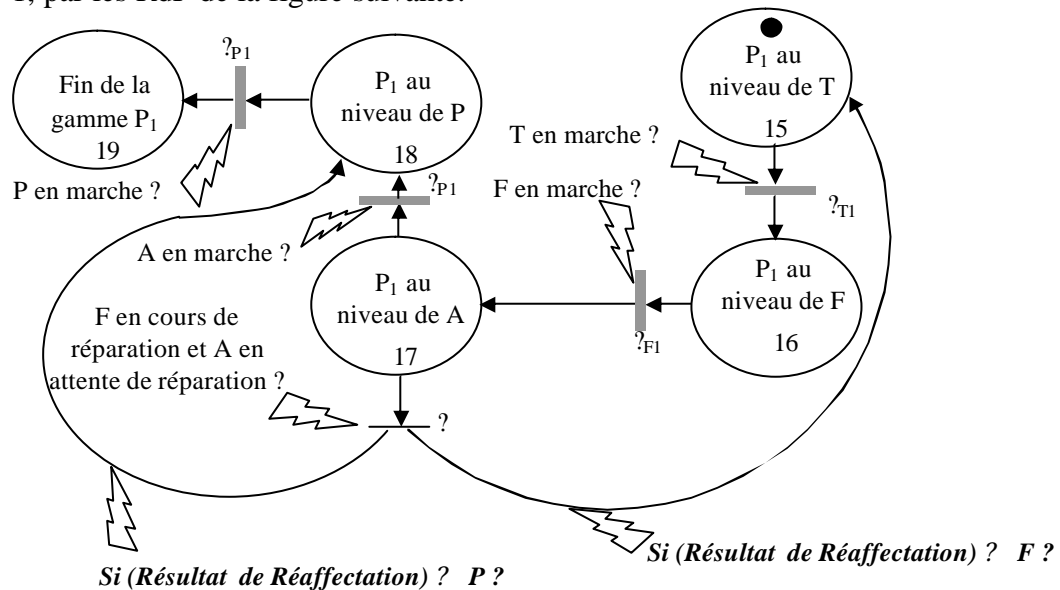 1, par les RdP de la figure suivante.
?P1
Fin de la
gamme P1
19
P1 au
niveau de P
18
P1 au
niveau de T
15
P en marche ?
?P1
T en marche ?
F en marche ?
?T1
A en marche ?
P1 au
niveau de A
17
?F1
P1 au
niveau de F
16
F en cours de
réparation et A en
attente de réparation ?
?
Si (Résultat de Réaffectation) ? F ?
Si (Résultat de Réaffectation) ? P ?